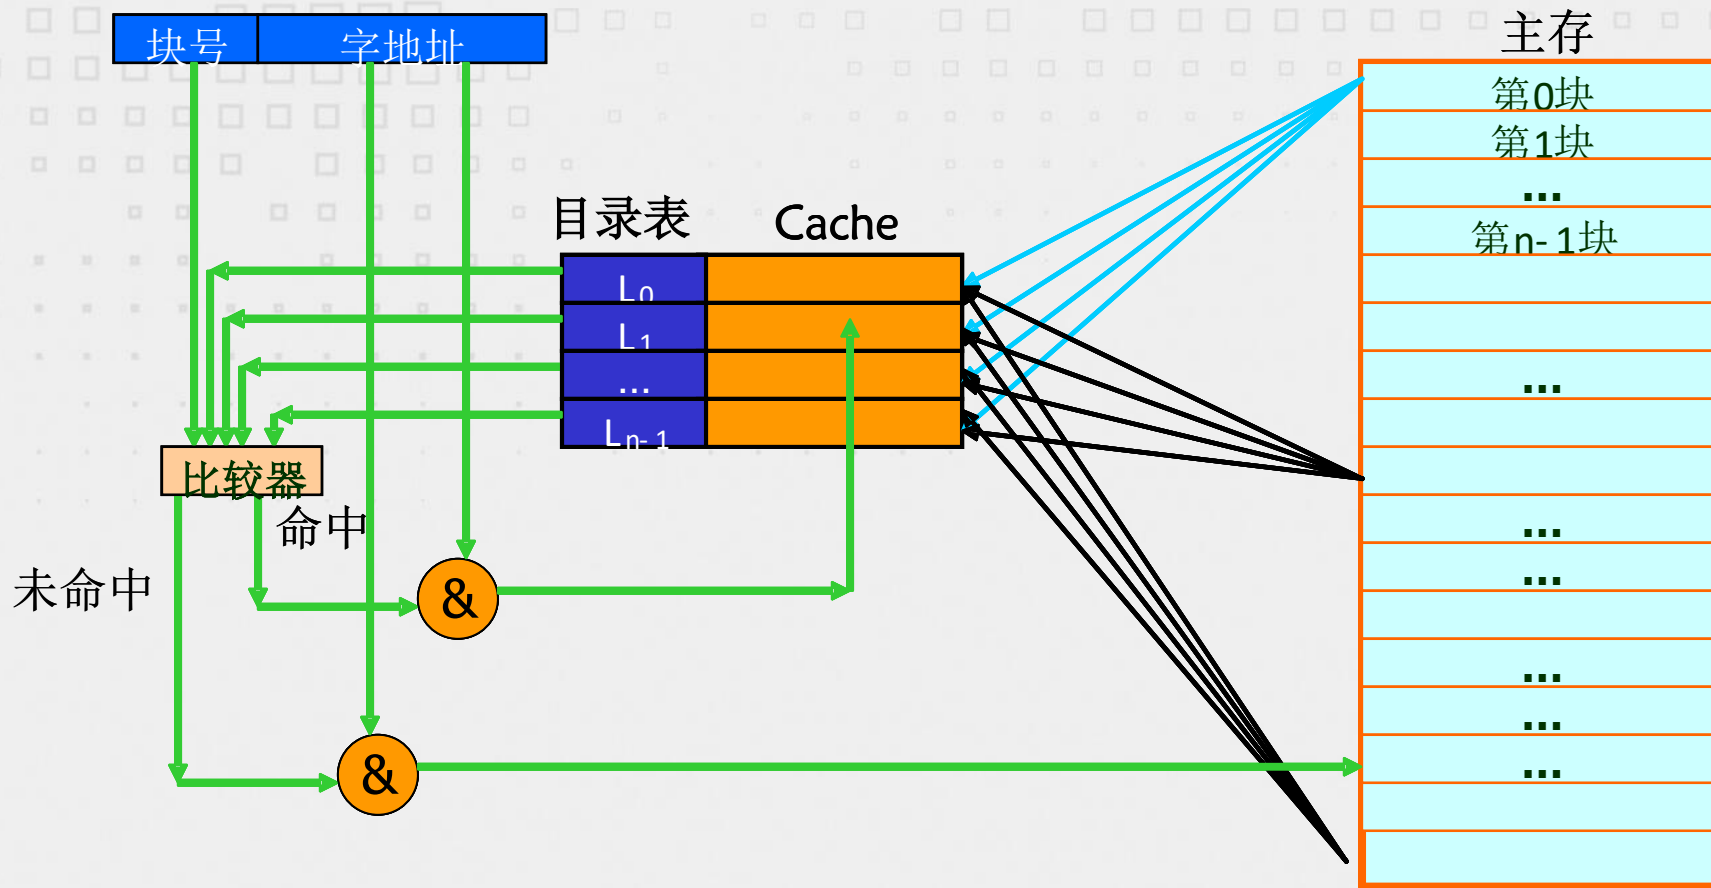 块号 字地址
主存
第0块
第1块
...
第n-1块
目录表 Cache
L0
L1
...
Ln-1
...
比较器
命中
...
...
未命中
&
...
...
&
...